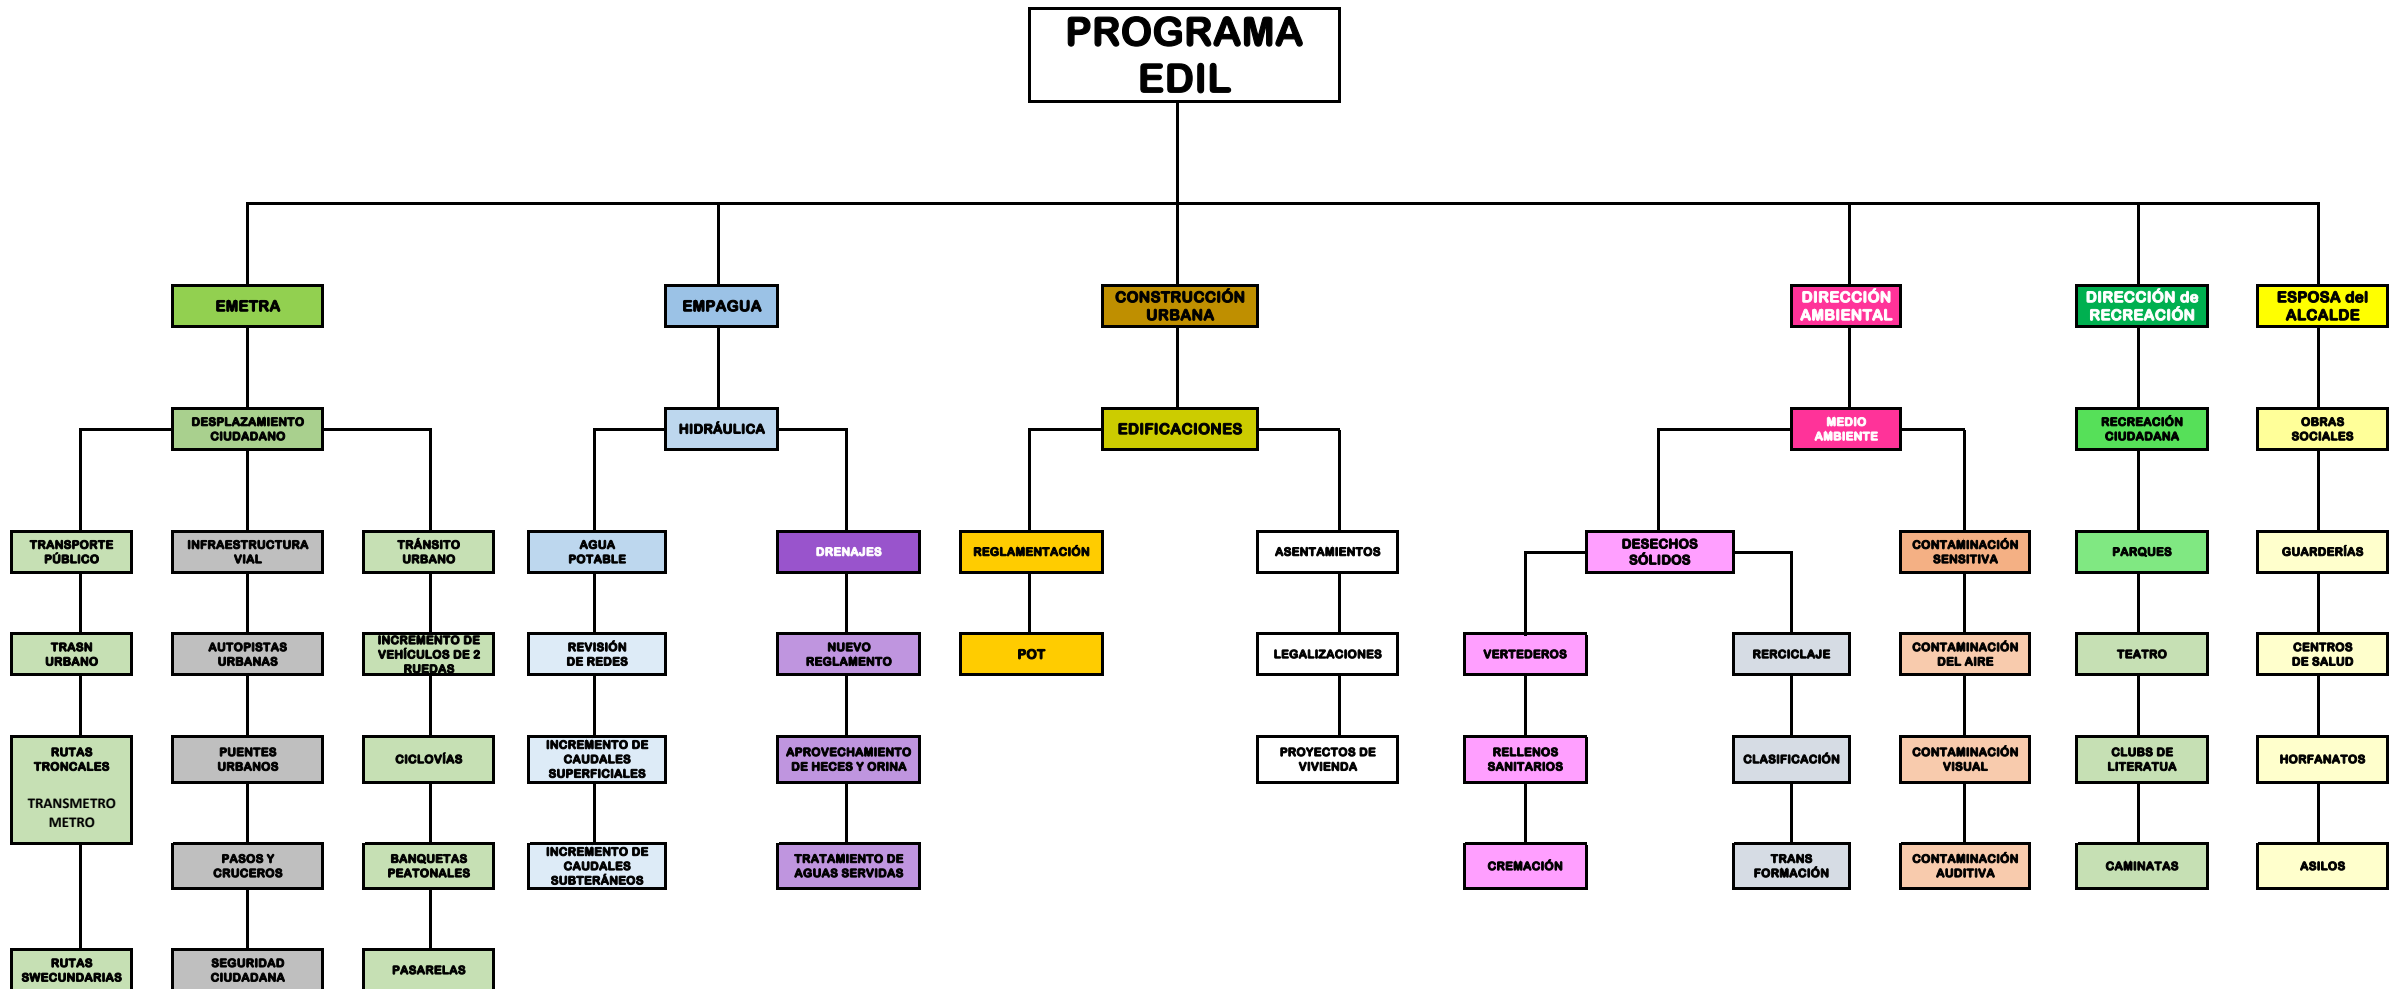 PROGRAMA
EDIL
EMETRA
EMPAGUA
CONSTRUCCIÓN
URBANA
DIRECCIÓN
AMBIENTAL
DIRECCIÓN de
RECREACIÓN
ESPOSA del
ALCALDE
DESPLAZAMIENTO
CIUDADANO
HIDRÁULICA
EDIFICACIONES
MEDIO
AMBIENTE
RECREACIÓN
CIUDADANA
OBRAS
SOCIALES
TRANSPORTE
PÚBLICO
INFRAESTRUCTURA
VIAL
TRÁNSITO
URBANO
AGUA
POTABLE
DRENAJES
REGLAMENTACIÓN
ASENTAMIENTOS
DESECHOS
SÓLIDOS
CONTAMINACIÓN
SENSITIVA
PARQUES
GUARDERÍAS
TRASN
URBANO
AUTOPISTAS
URBANAS
INCREMENTO DE
VEHÍCULOS DE 2
RUEDAS
REVISIÓN
DE REDES
NUEVO
REGLAMENTO
POT
LEGALIZACIONES
VERTEDEROS
RERCICLAJE
CONTAMINACIÓN
DEL AIRE
TEATRO
CENTROS
DE SALUD
RUTAS
TRONCALES
TRANSMETRO
METRO
PUENTES
URBANOS
CICLOVÍAS
INCREMENTO DE
CAUDALES
SUPERFICIALES
APROVECHAMIENTO
DE HECES Y ORINA
PROYECTOS DE
VIVIENDA
RELLENOS
SANITARIOS
CLASIFICACIÓN
CONTAMINACIÓN
VISUAL
CLUBS DE
LITERATUA
HORFANATOS
PASOS Y
CRUCEROS
BANQUETAS
PEATONALES
INCREMENTO DE
CAUDALES
SUBTERÁNEOS
TRATAMIENTO DE
AGUAS SERVIDAS
CREMACIÓN
TRANS
FORMACIÓN
CONTAMINACIÓN
AUDITIVA
CAMINATAS
ASILOS
RUTAS
SWECUNDARIAS
SEGURIDAD
CIUDADANA
PASARELAS